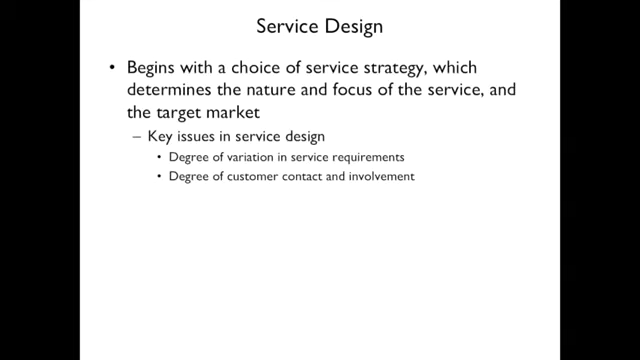 Service Design
• Begins with a choice of service strategy, which
determines the nature and focus of the service, and
the target market
– Key issues in service design
• Degree of variation in service requirements
• Degree of customer contact and involvement